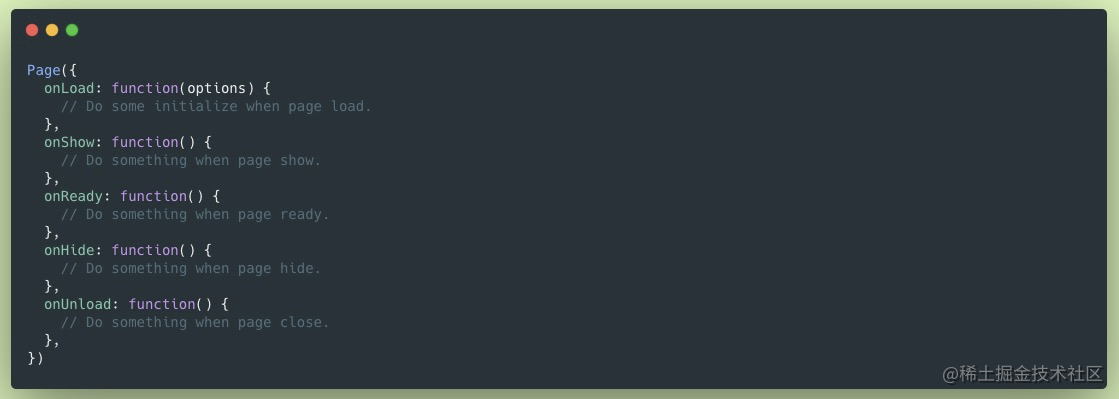 Page({
  onLoad: function(options) {
    // Do some initialize when page load.
  },
  onShow: function() {
    // Do something when page show.
  },
  onReady: function() {
    // Do something when page ready.
  },
  onHide: function() {
    // Do something when page hide.
  },
  onUnload: function() {
    // Do something when page close.
  },
})
@稀土掘金技术社区